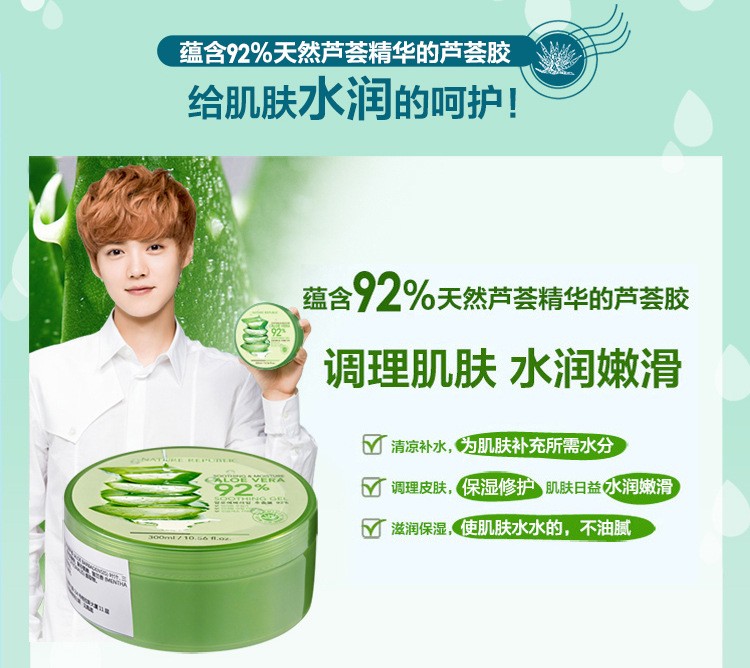 蕴含92%天然芦荟精华的芦荟胶
给肌肤水润的呵护！
蕴含92%天然芦荟精华的芦荟胶
调理肌肤 水润嫩滑
清凉补水，为肌肤补充所需水分
调理皮肤，保湿修护 肌肤日益水润嫩滑
滋润保湿，使肌肤水水的，不油腻
NATURE REPUBLIC
92%
NATURE REPUBLIC
SOOTHING & MOISTURE
ALOE VERA
92%
SOOTHING GEL
300ml / 10.56 fl.oz.